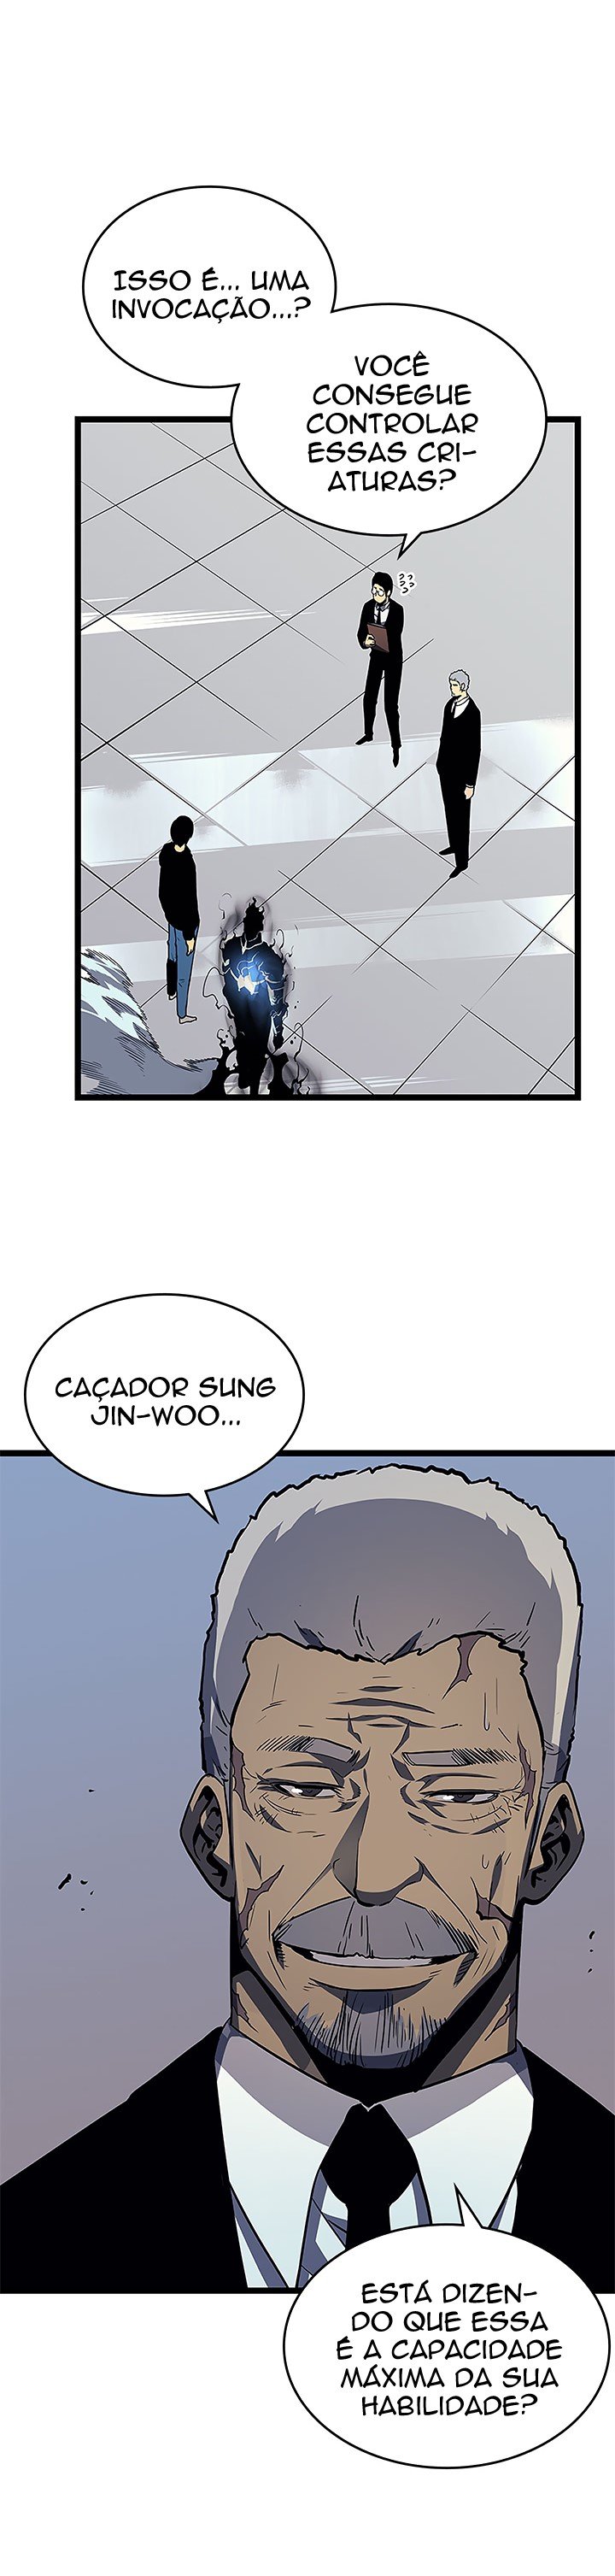 ISSO É... UMA
INVOCAÇÃO...?
VOCÊ
CONSEGUE
CONTROLAR
ESSAS CRI-
ATURAS?
CAÇADOR SUNG
JIN-WOO...
ESTÁ DIZEN-
DO QUE ESSA
É A CAPACIDADE
MÁXIMA DA SUA
HABILIDADE?